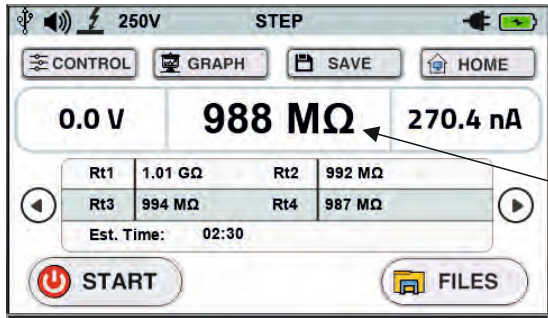 250V STEP
CONTROL GRAPH SAVE HOME
0.0 V 988 MΩ 270.4 nA
Rt1 1.01 GΩ Rt2 992 MΩ
Rt3 994 MΩ Rt4 987 MΩ
Est. Time: 02:30
START FILES